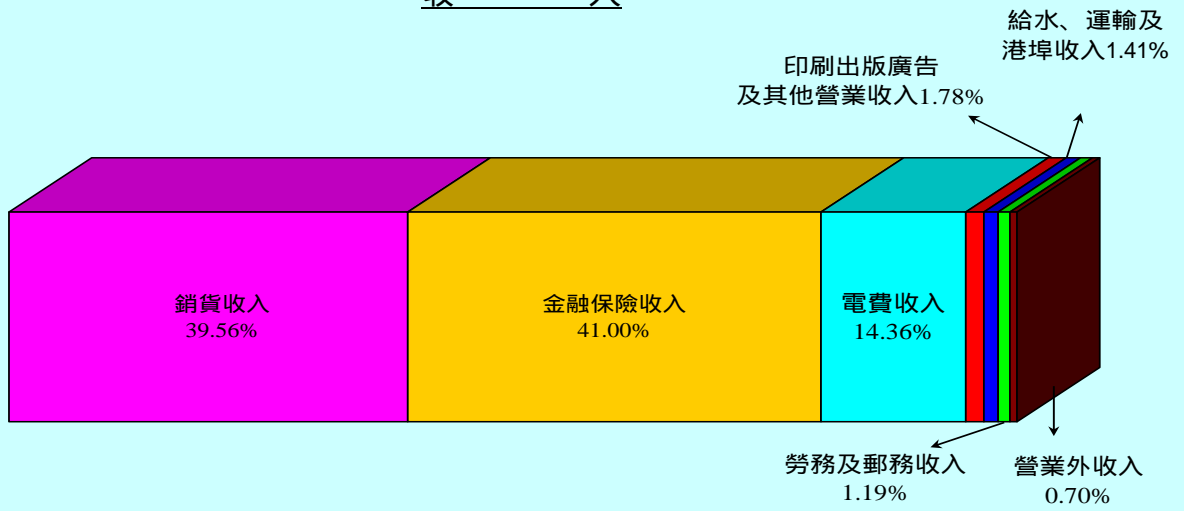 給水、運輸及
港埠收入1.41%
印刷出版廣告
及其他營業收入1.78%
銷貨收入
39.56%
金融保險收入
41.00%
電費收入
14.36%
勞務及郵務收入
1.19%
營業外收入
0.70%